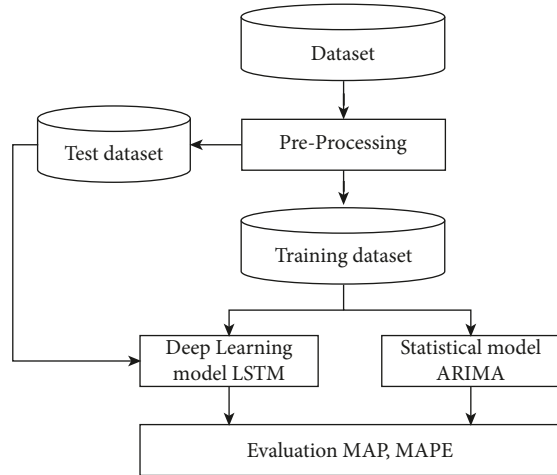 Dataset
Pre-Processing
Test dataset
Training dataset
Deep Learning
model LSTM
Statistical model
ARIMA
Evaluation MAP, MAPE